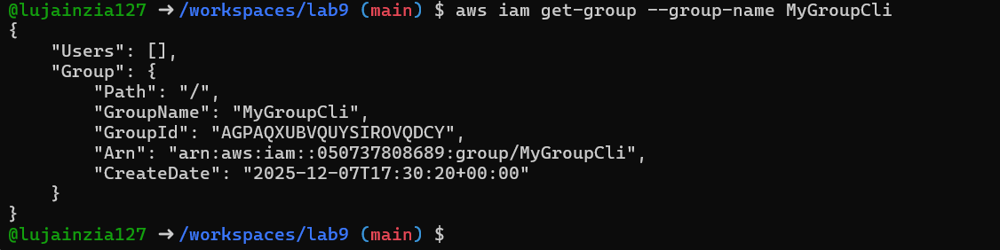 @lujainzia127 ➜ /workspaces/lab9 (main) $ aws iam get-group --group-name MyGroupCli
{
    "Users": [],
    "Group": {
        "Path": "/",
        "GroupName": "MyGroupCli",
        "GroupId": "AGPAQXUBVQUYSIROVQDCY",
        "Arn": "arn:aws:iam::050737808689:group/MyGroupCli",
        "CreateDate": "2025-12-07T17:30:20+00:00"
    }
}
@lujainzia127 ➜ /workspaces/lab9 (main) $